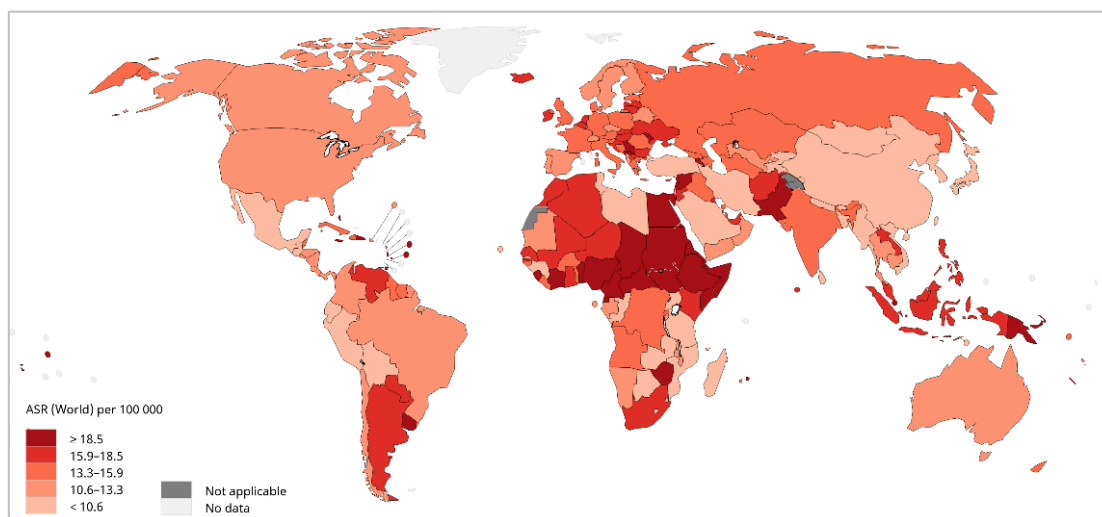 ASR (World) per 100 000
≥ 18.5
15.9–18.5
13.3–15.9
10.6–13.3
< 10.6
Not applicable
No data